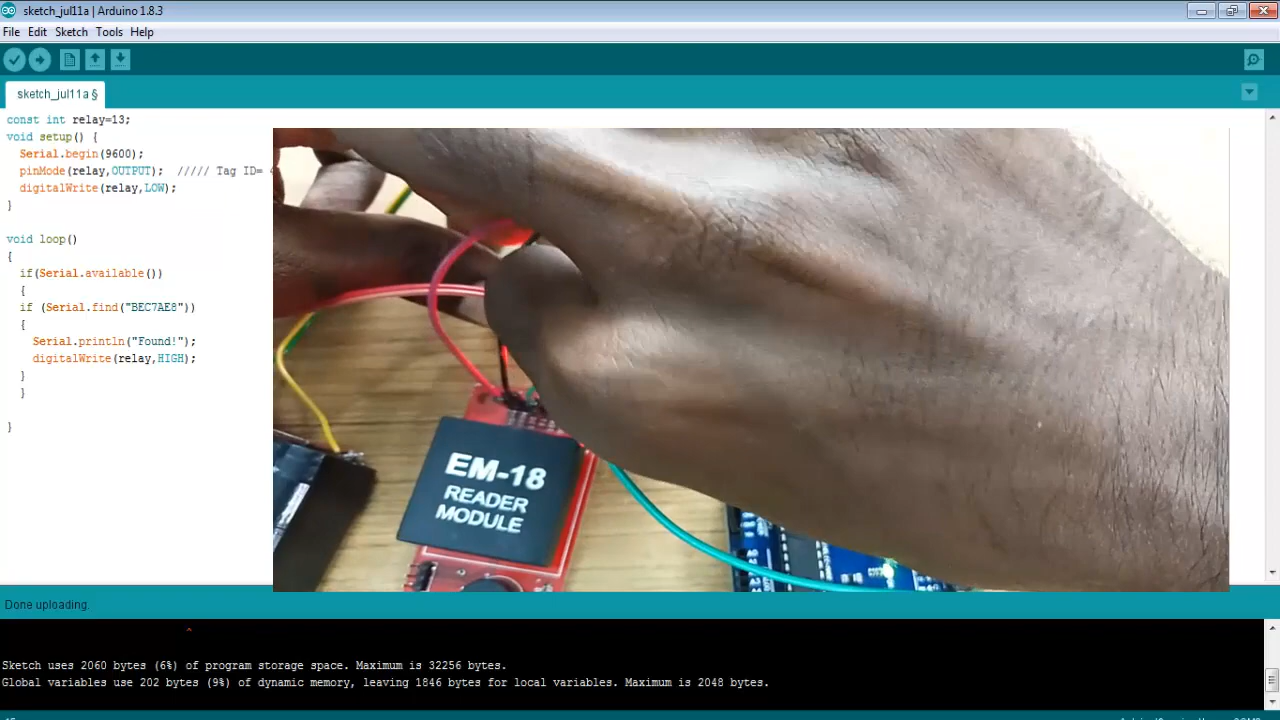 sketch_jul11a | Arduino 1.8.3
File Edit Sketch Tools Help
sketch_jul11a §
const int relay=13;
void setup() {
Serial.begin(9600);
pinMode(relay,OUTPUT); ///// Tag ID=
digitalWrite(relay,LOW);
}
void loop()
{
if(Serial.available())
{
if (Serial.find("BEC7AE8"))
{
Serial.println("Found!");
digitalWrite(relay,HIGH);
}
}
}
EM-18
READER
MODULE
Done uploading.
^
Sketch uses 2060 bytes (6%) of program storage space. Maximum is 32256 bytes.
Global variables use 202 bytes (9%) of dynamic memory, leaving 1846 bytes for local variables. Maximum is 2048 bytes.